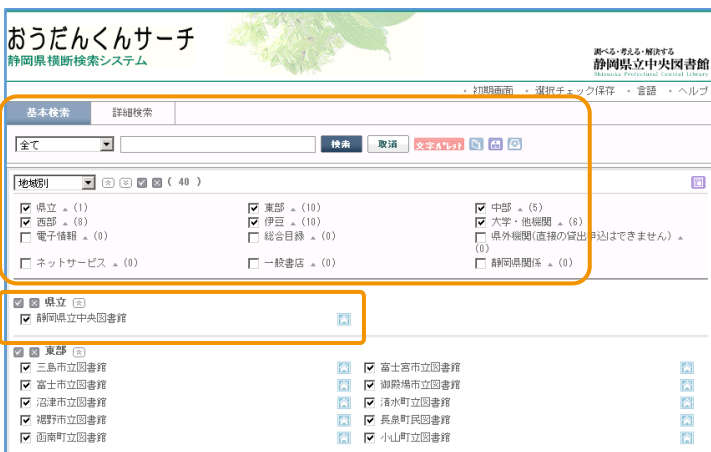 おうだんくんサーチ
静岡県横断検索システム
調べる・考える・解決する
静岡県立中央図書館
Shizuoka Prefectural Central Library
・ 初期画面 ・ 選択チェック保存 ・ 言語 ・ ヘルプ
基本検索 詳細検索
全て 検索 取消 文字パレット
地域別 ( 40 )
県立 (1) 東部 (10) 中部 (5)
西部 (8) 伊豆 (10) 大学・他機関 (6)
電子情報 (0) 総合目録 (0) 県外機関(直接の貸出申込はできません)
(0)
ネットサービス (0) 一般書店 (0) 静岡県関係 (0)
県立
静岡県立中央図書館
東部
三島市立図書館 富士宮市立図書館
富士市立図書館 御殿場市立図書館
沼津市立図書館 清水町立図書館
裾野市立図書館 長泉町民図書館
函南町立図書館 小山町立図書館